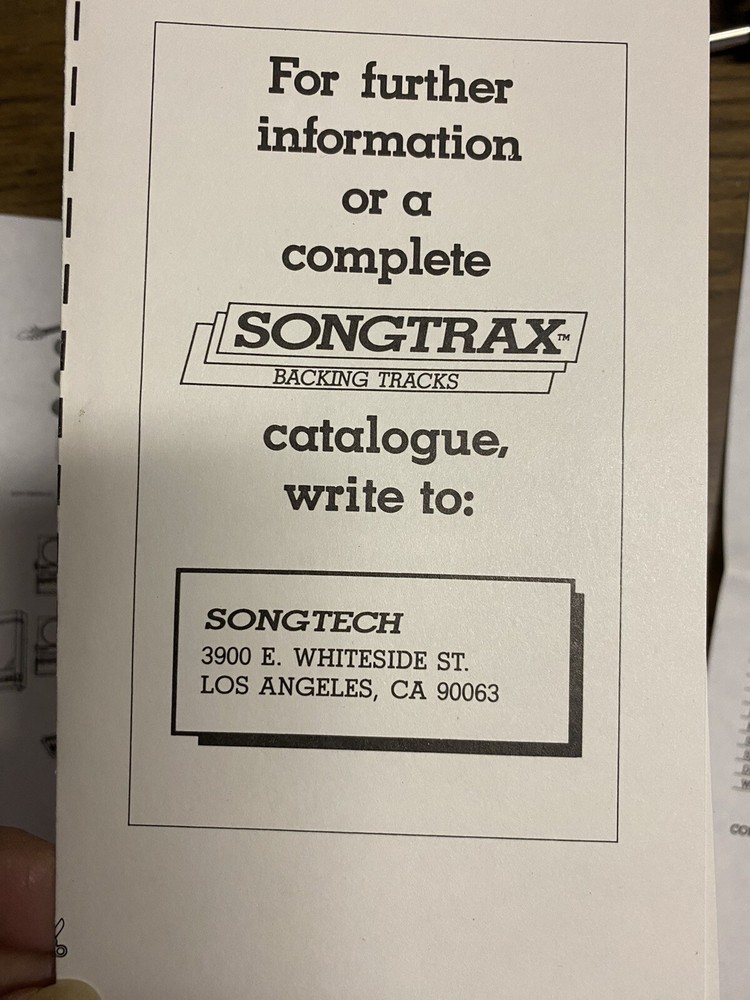 For further
information
or a
complete
SONGTRAX™
BACKING TRACKS
catalogue,
write to:
SONGTECH
3900 E. WHITESIDE ST.
LOS ANGELES, CA 90063